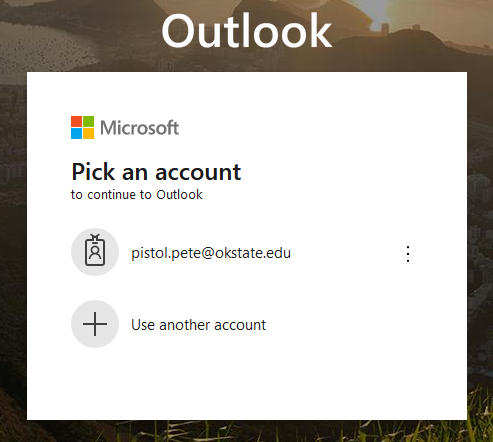 Outlook
Microsoft
Pick an account
to continue to Outlook
pistol.pete@okstate.edu
Use another account